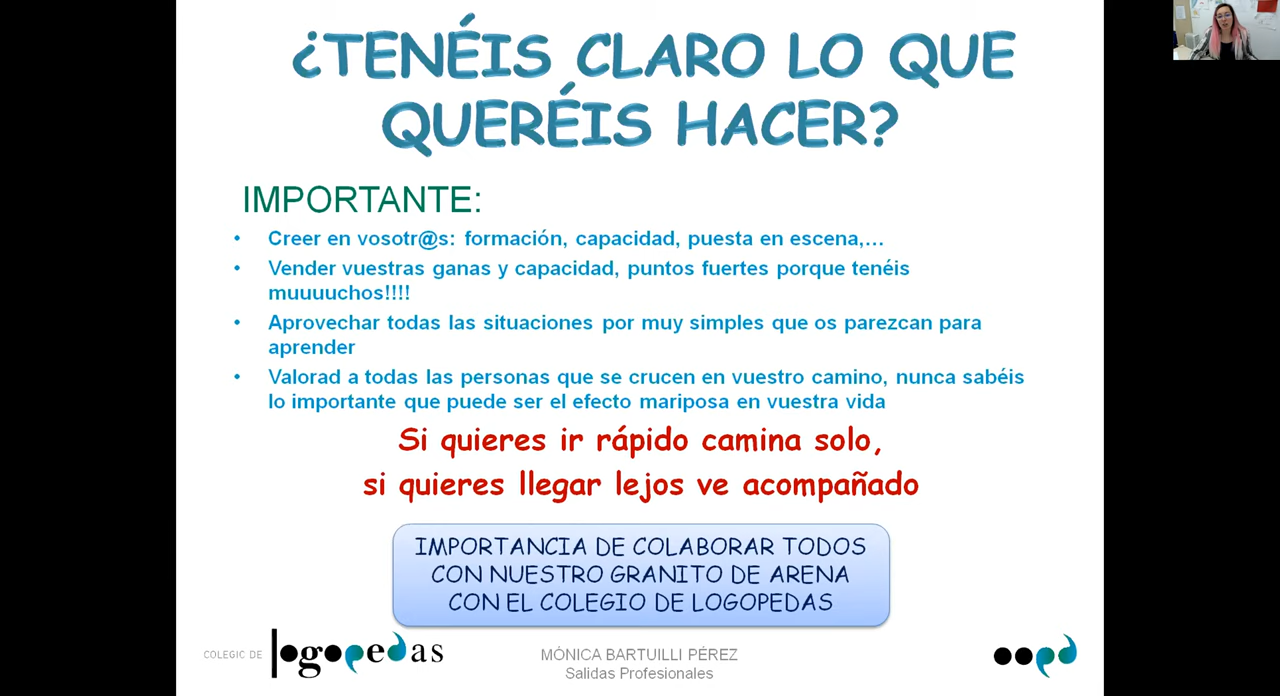 ¿TENÉIS CLARO LO QUE
QUERÉIS HACER?
IMPORTANTE:
• Creer en vosotr@s: formación, capacidad, puesta en escena,...
• Vender vuestras ganas y capacidad, puntos fuertes porque tenéis
muuuuchos!!!!
• Aprovechar todas las situaciones por muy simples que os parezcan para
aprender
• Valorad a todas las personas que se crucen en vuestro camino, nunca sabéis
lo importante que puede ser el efecto mariposa en vuestra vida
Si quieres ir rápido camina solo,
si quieres llegar lejos ve acompañado
IMPORTANCIA DE COLABORAR TODOS
CON NUESTRO GRANITO DE ARENA
CON EL COLEGIO DE LOGOPEDAS
COLEGIC DE logopedas
MÓNICA BARTUILLI PÉREZ
Salidas Profesionales